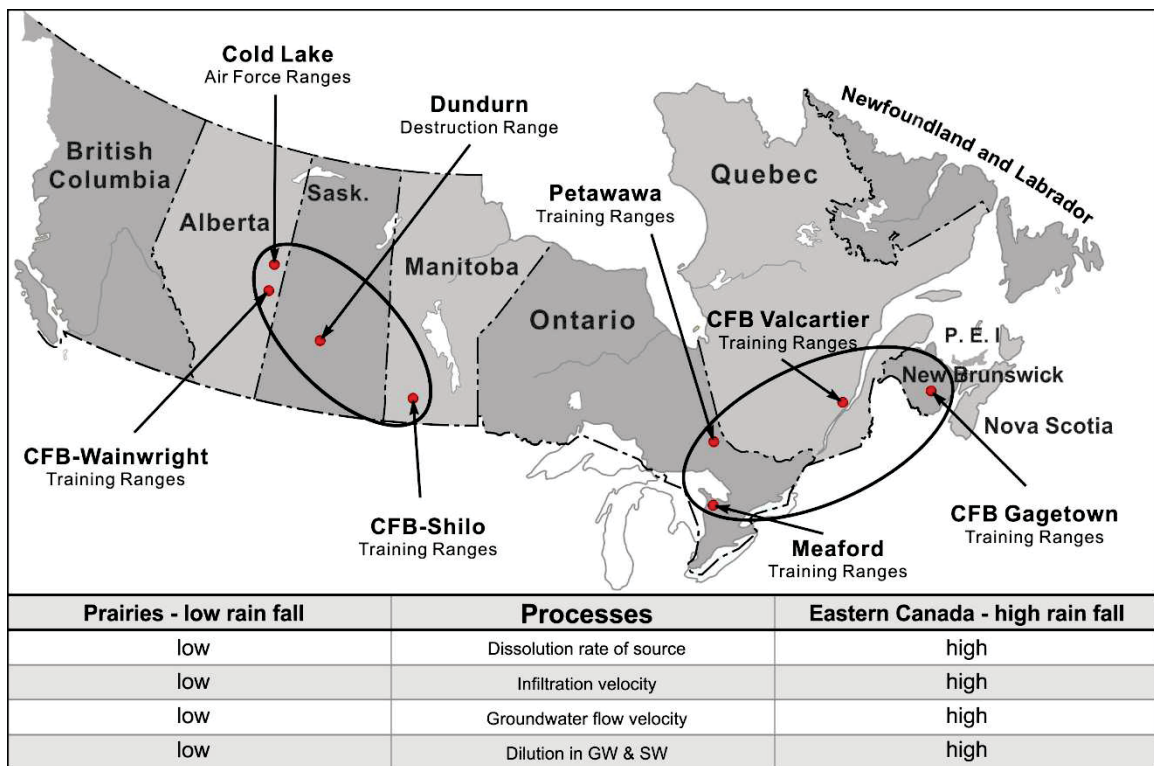 Cold Lake
Air Force Ranges
Dundurn
Destruction Range
Newfoundland and Labrador
British
Columbia
Sask.
Alberta
Manitoba
Petawawa
Training Ranges
Quebec
Ontario
CFB Valcartier
Training Ranges
P. E. I
New Brunswick
Nova Scotia
CFB-Wainwright
Training Ranges
CFB-Shilo
Training Ranges
Meaford
Training Ranges
CFB Gagetown
Training Ranges
Prairies - low rain fall Processes Eastern Canada - high rain fall
low Dissolution rate of source high
low Infiltration velocity high
low Groundwater flow velocity high
low Dilution in GW & SW high